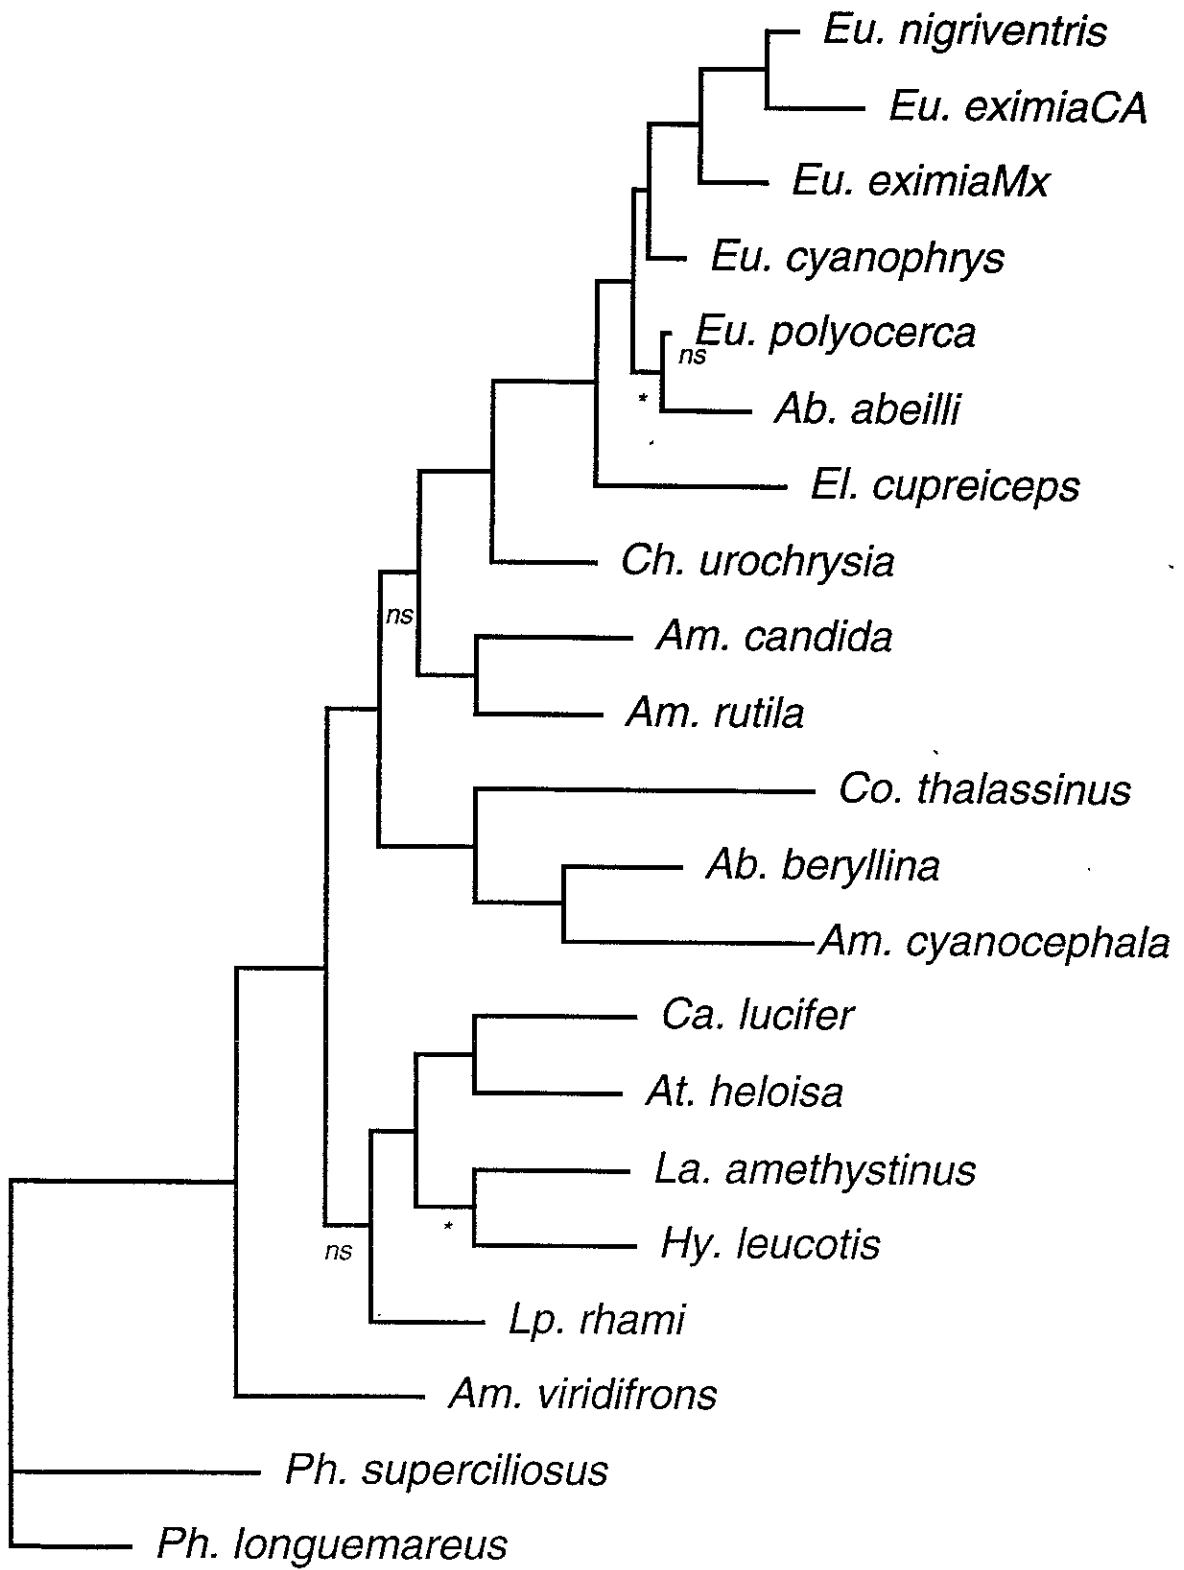 Eu. nigriventris
Eu. eximiaCA
Eu. eximiaMx
Eu. cyanophrys
Eu. polyocerca
ns
*
Ab. abeilli
El. cupreiceps
Ch. urochrysia
ns
Am. candida
Am. rutila
Co. thalassinus
Ab. beryllina
Am. cyanocephala
Ca. lucifer
At. heloisa
La. amethystinus
*
Hy. leucotis
ns
Lp. rhami
Am. viridifrons
Ph. superciliosus
Ph. longuemareus